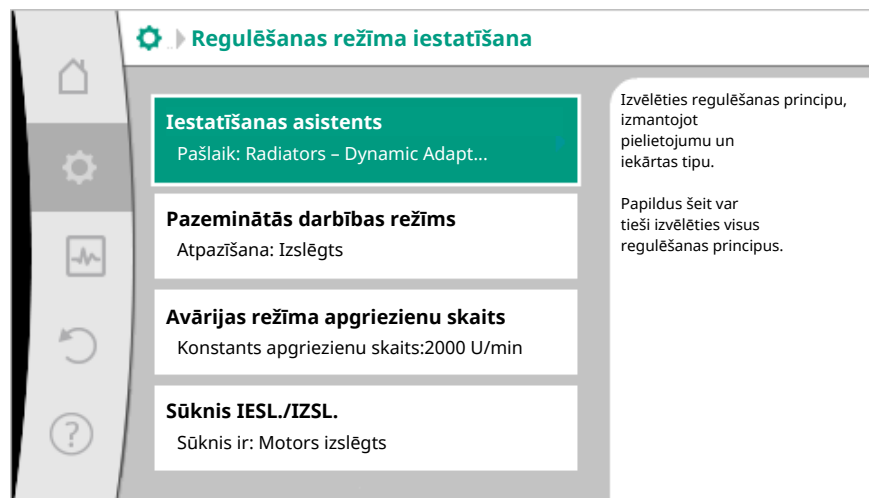 Regulēšanas režīma iestatīšana
Iestatīšanas asistents
Pašlaik: Radiators – Dynamic Adapt...
Pazeminātās darbības režīms
Atpazīšana: Izslēgts
Avārijas režīma apgriezienu skaits
Konstants apgriezienu skaits:2000 U/min
Sūknis IESL./IZSL.
Sūknis ir: Motors izslēgts
Izvēlēties regulēšanas principu,
izmantojot
pielietojumu un
iekārtas tipu.
Papildus šeit var
tieši izvēlēties visus
regulēšanas principus.
?